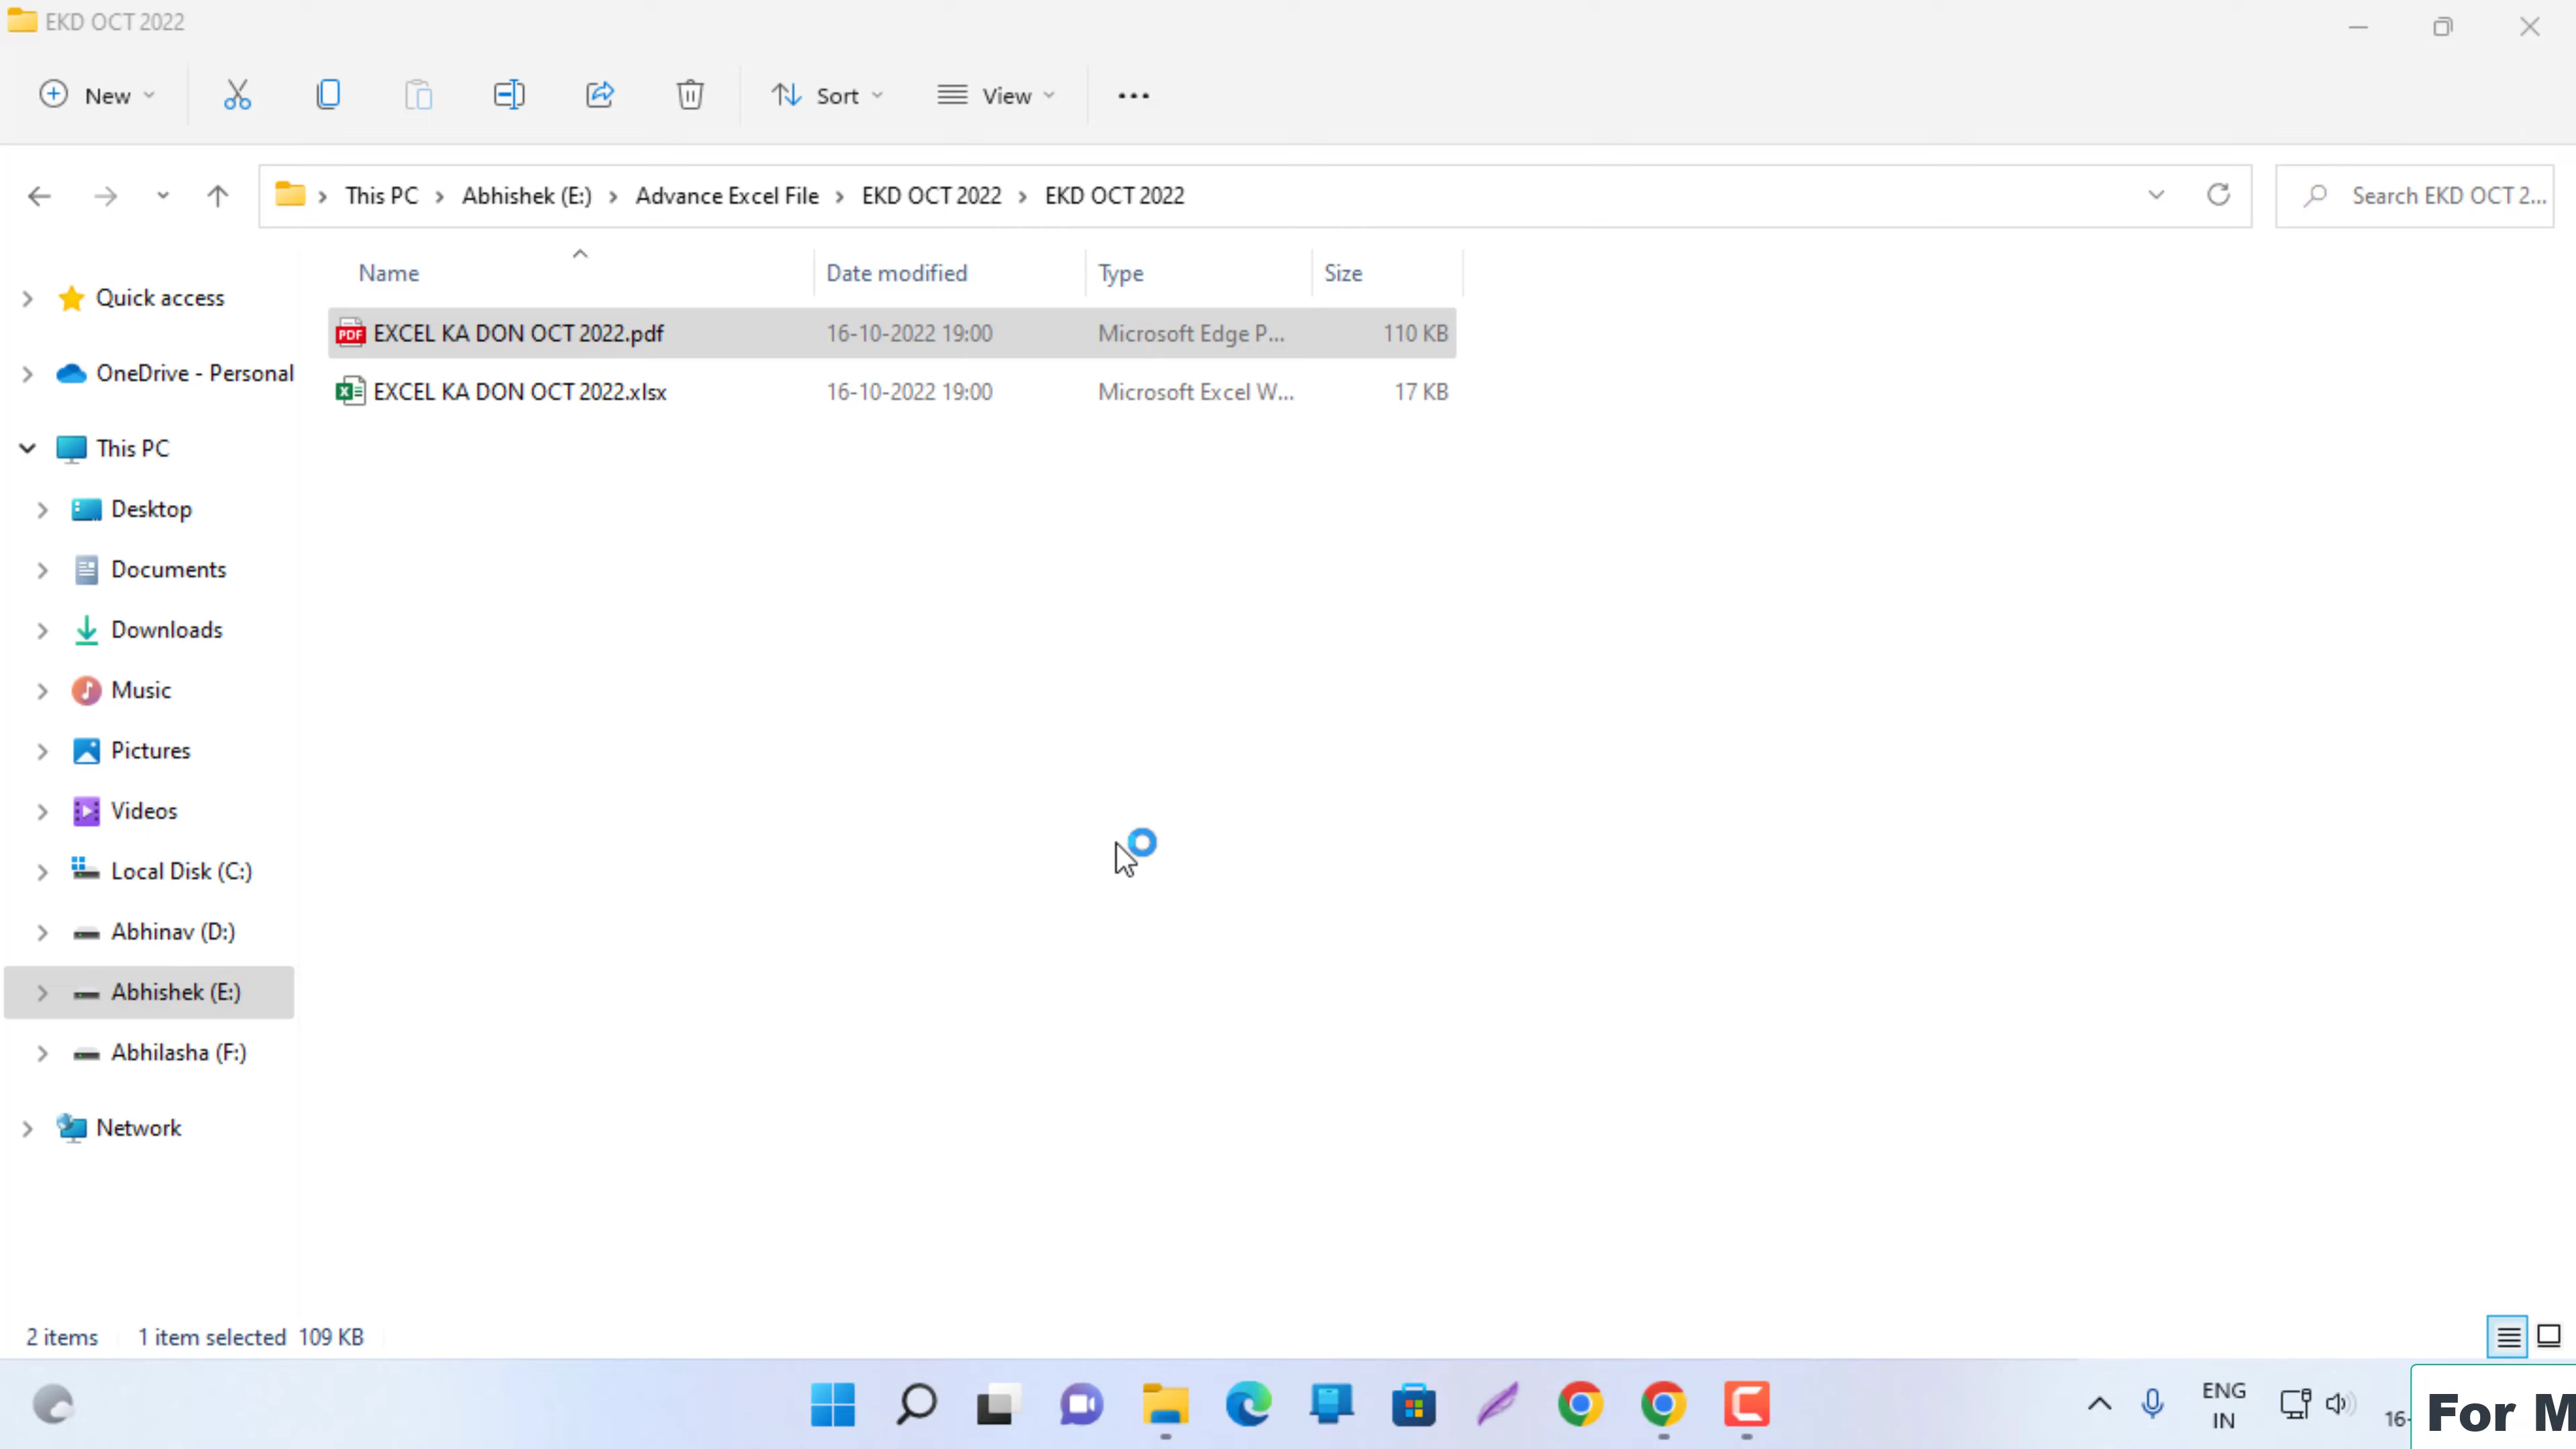 EKD OCT 2022
New Sort View
This PC Abhishek (E:) Advance Excel File EKD OCT 2022 EKD OCT 2022 Search EKD OCT 2...
Name Date modified Type Size
EXCEL KA DON OCT 2022.pdf 16-10-2022 19:00 Microsoft Edge P... 110 KB
EXCEL KA DON OCT 2022.xlsx 16-10-2022 19:00 Microsoft Excel W... 17 KB
Quick access
OneDrive - Personal
This PC
Desktop
Documents
Downloads
Music
Pictures
Videos
Local Disk (C:)
Abhinav (D:)
Abhishek (E:)
Abhilasha (F:)
Network
2 items 1 item selected 109 KB
ENG
IN
16-
For M